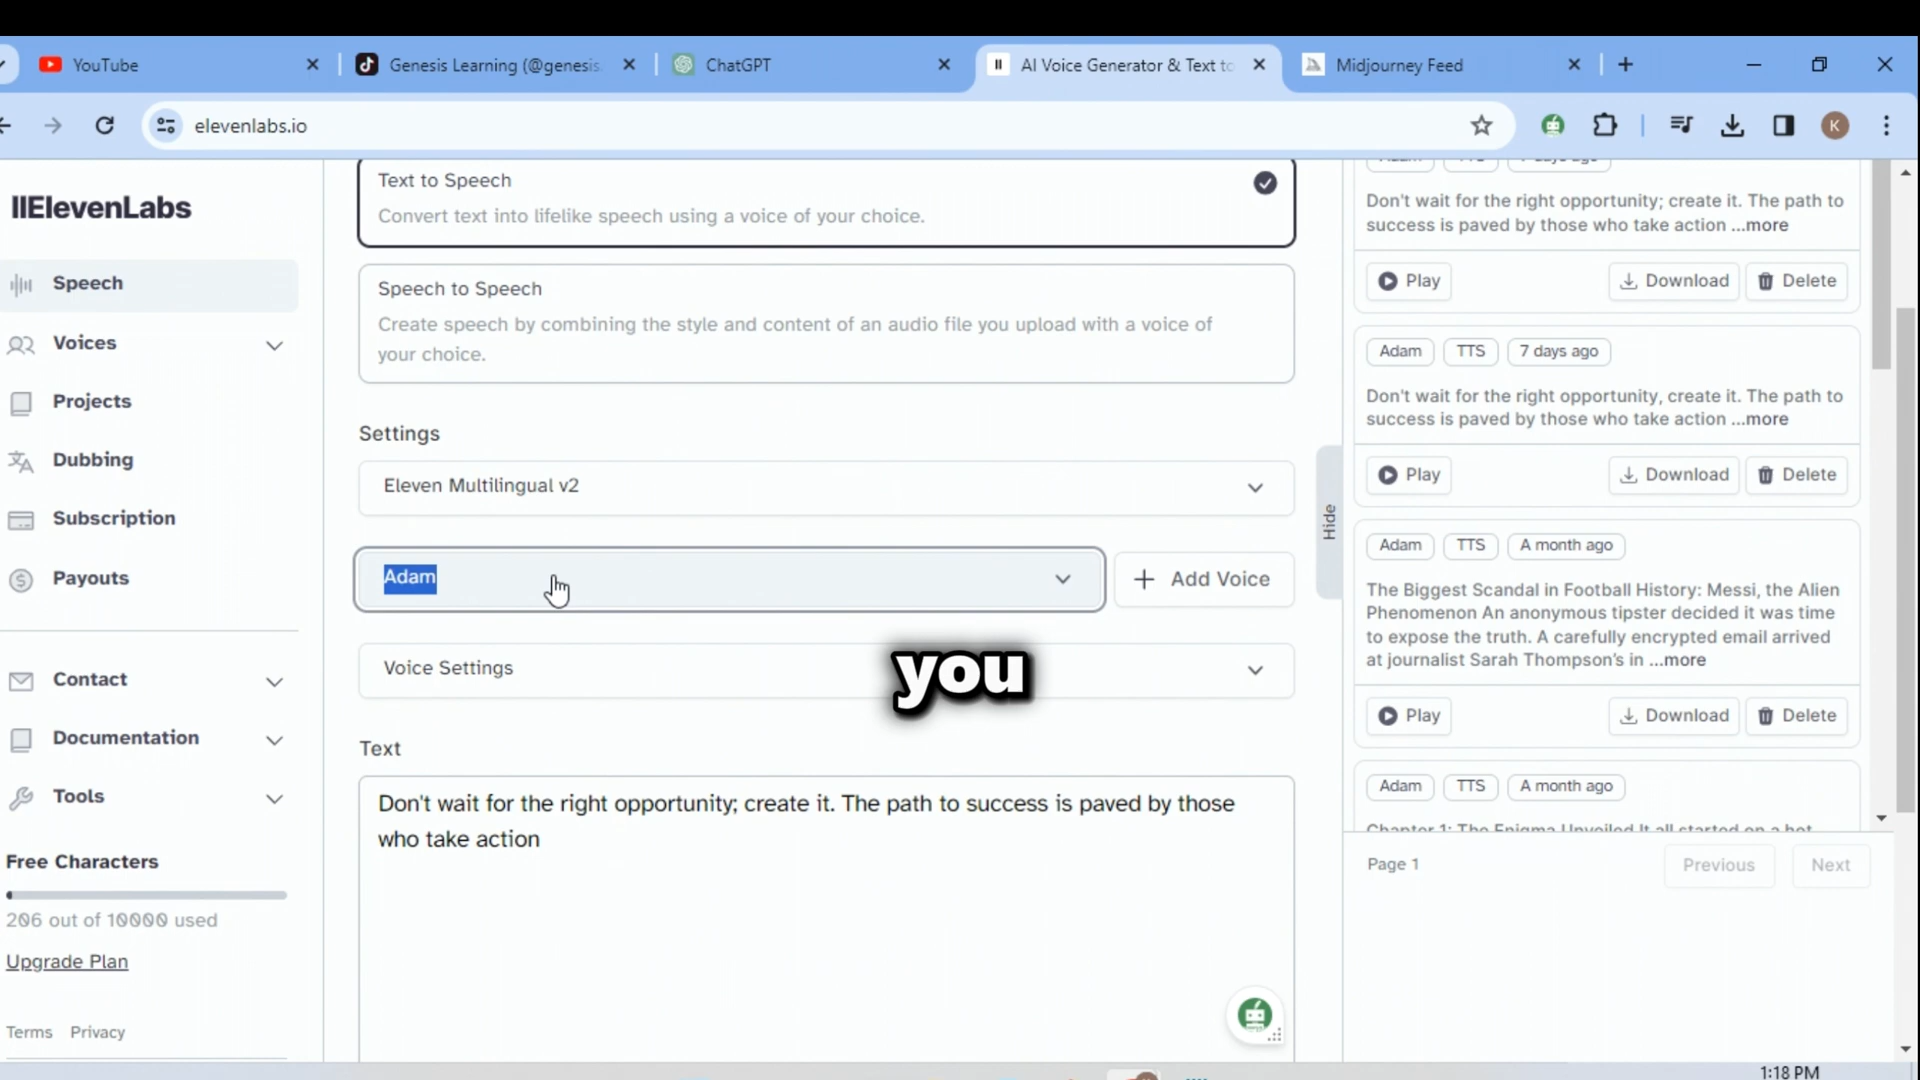 YouTube
Genesis Learning (@genesis.
ChatGPT
AI Voice Generator & Text to
Midjourney Feed
elevenlabs.io
K
IIElevenLabs
Speech
Voices
Projects
Dubbing
Subscription
Payouts
Contact
Documentation
Tools
Free Characters
206 out of 10000 used
Upgrade Plan
Terms Privacy
Text to Speech
Convert text into lifelike speech using a voice of your choice.
Speech to Speech
Create speech by combining the style and content of an audio file you upload with a voice of
your choice.
Settings
Eleven Multilingual v2
Adam
Add Voice
Voice Settings
you
Text
Don't wait for the right opportunity; create it. The path to success is paved by those
who take action
Hide
Don't wait for the right opportunity; create it. The path to
success is paved by those who take action ...more
Play Download Delete
Adam TTS 7 days ago
Don't wait for the right opportunity, create it. The path to
success is paved by those who take action ...more
Play Download Delete
Adam TTS A month ago
The Biggest Scandal in Football History: Messi, the Alien
Phenomenon An anonymous tipster decided it was time
to expose the truth. A carefully encrypted email arrived
at journalist Sarah Thompson's in ...more
Play Download Delete
Adam TTS A month ago
Chapter 1: The Enigma Unveiled It all started on a hot
Page 1 Previous Next
1:18 PM